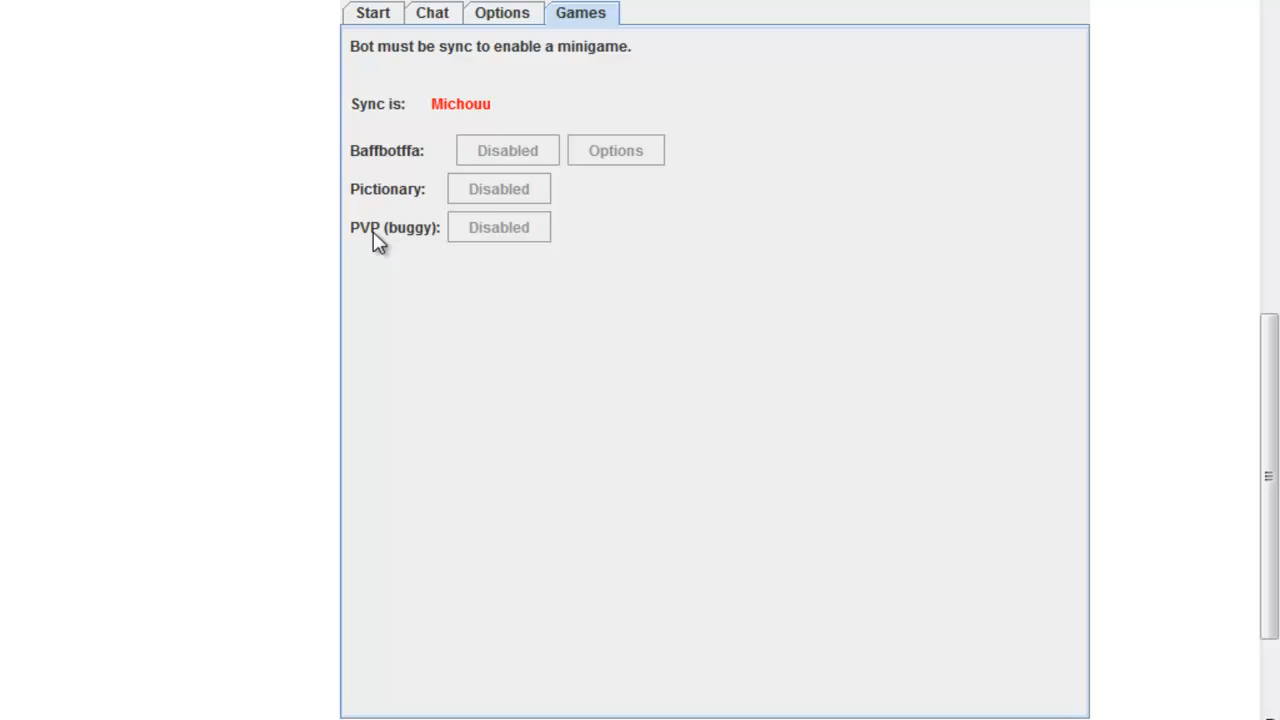 Start Chat Options Games
Bot must be sync to enable a minigame.
Sync is: Michouu
Baffbotffa: Disabled Options
Pictionary: Disabled
PVP (buggy): Disabled